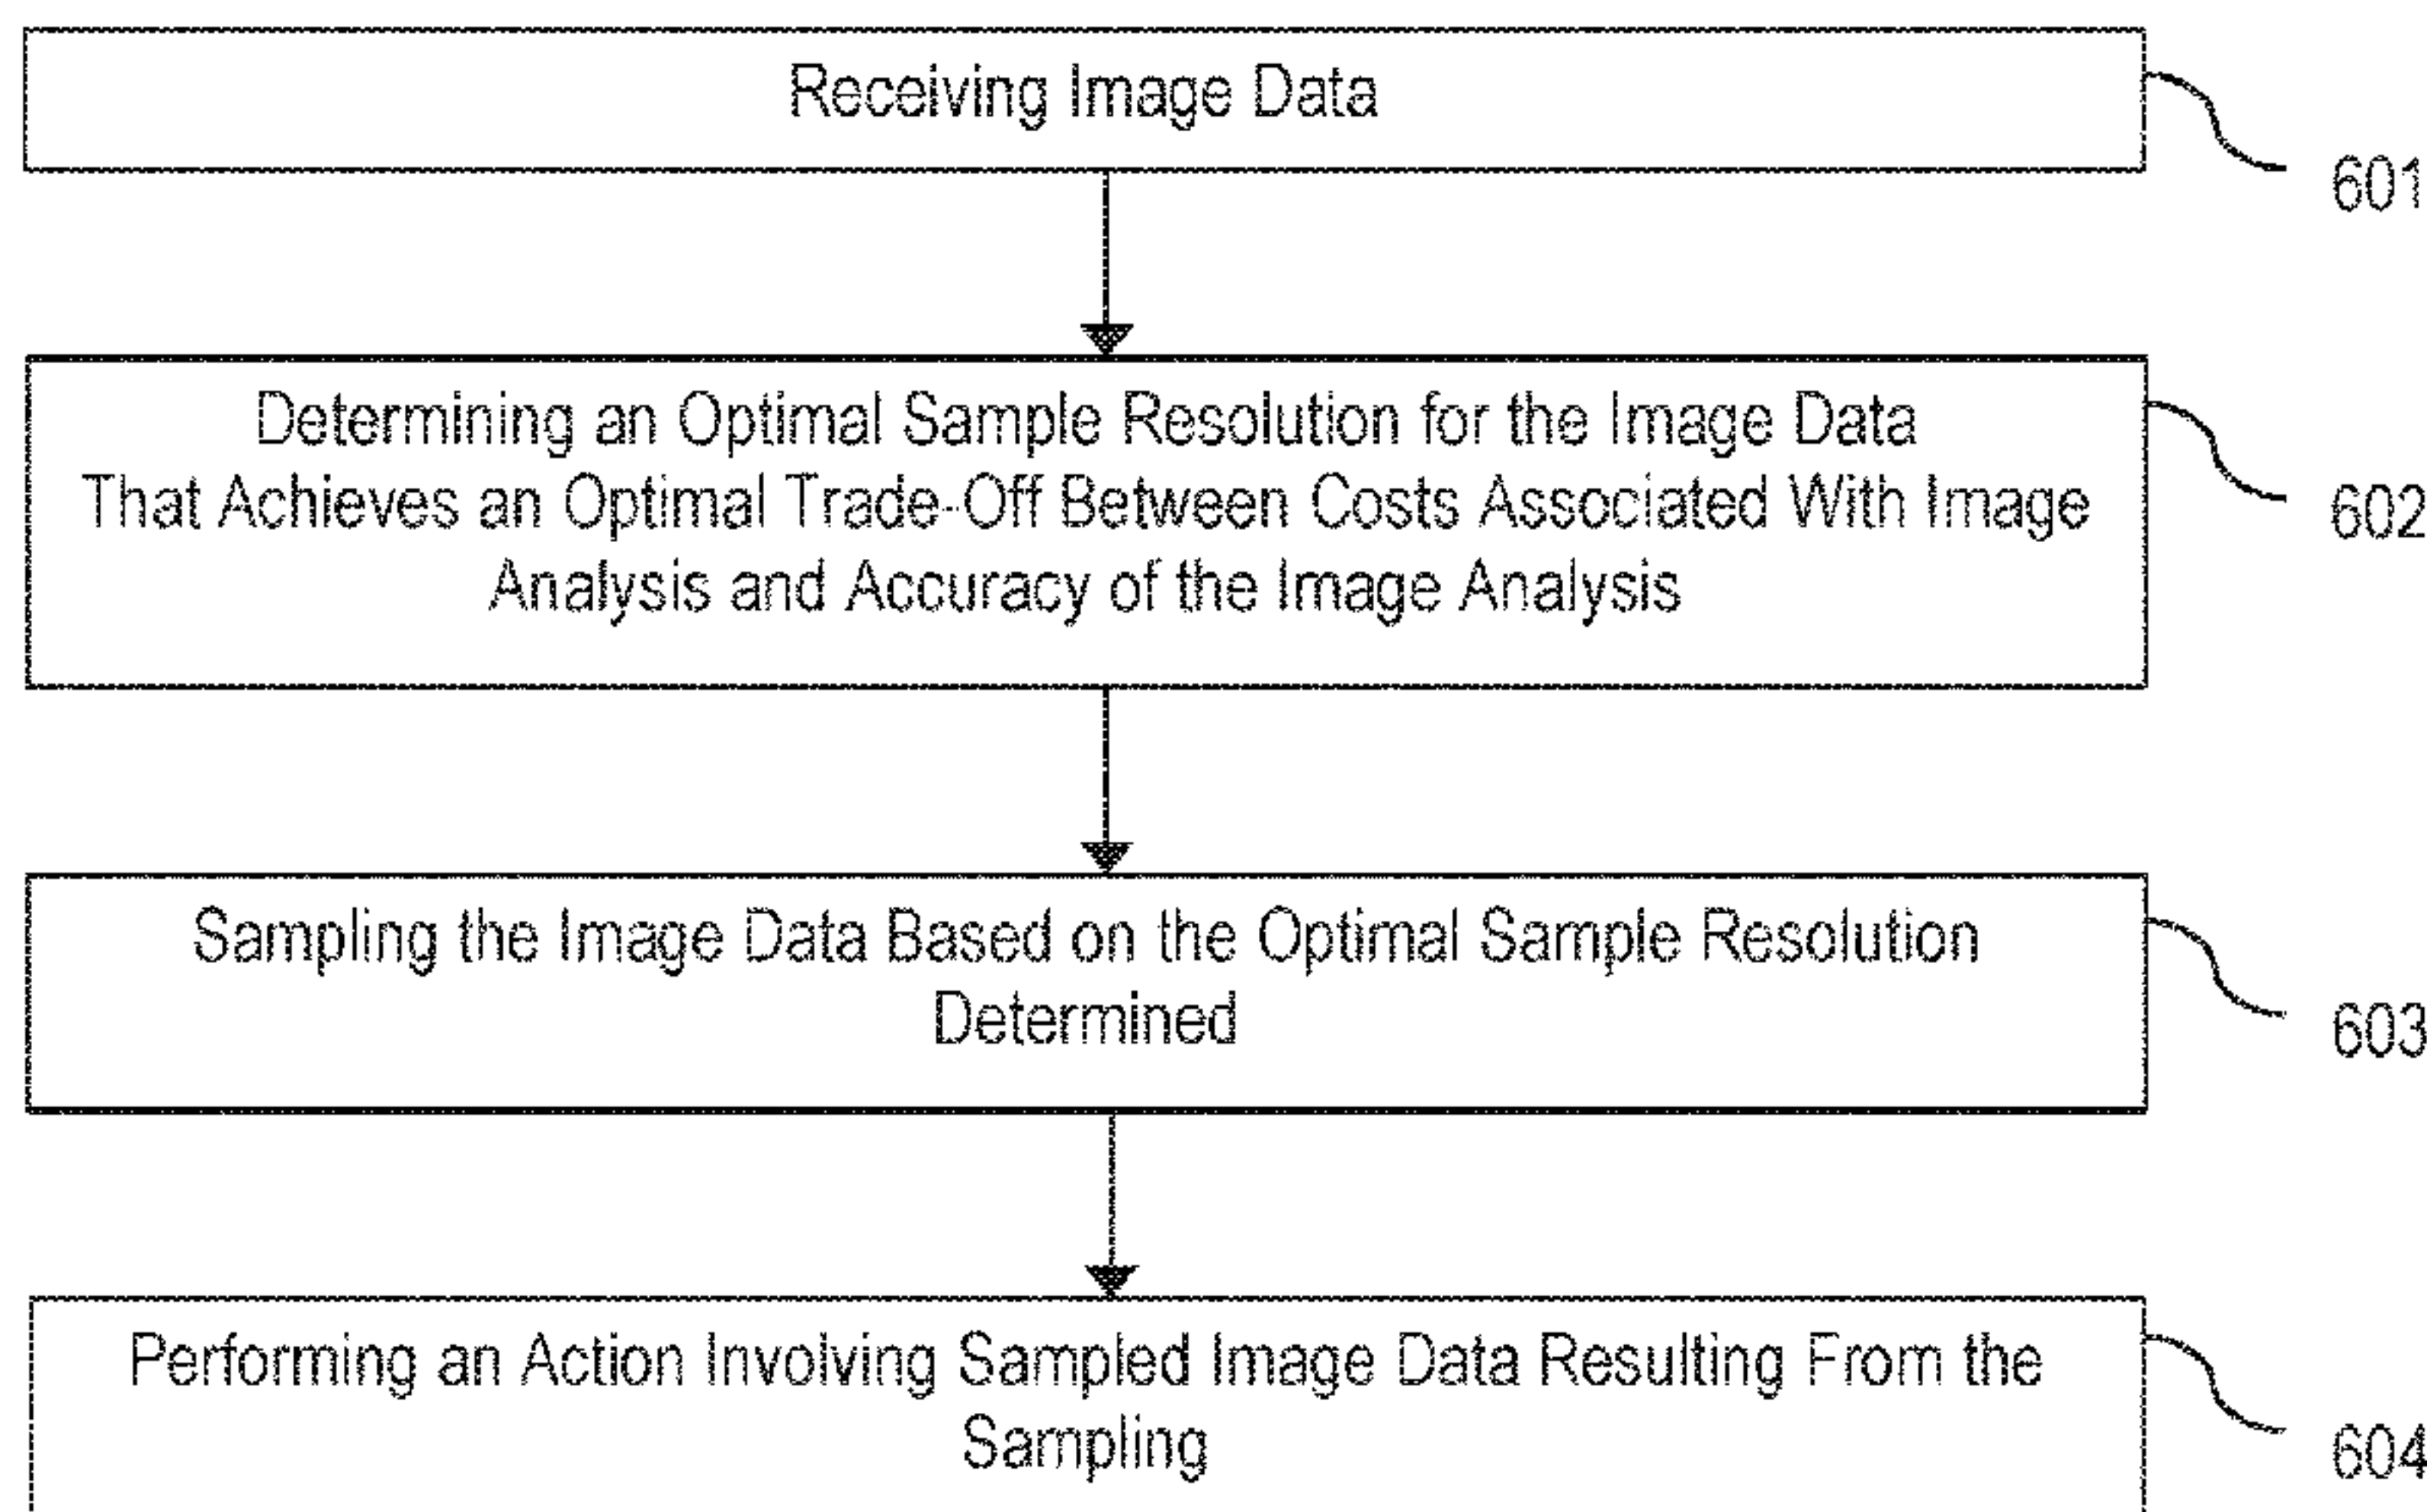 Receiving Image Data
601
Determining an Optimal Sample Resolution for the Image Data
That Achieves an Optimal Trade-Off Between Costs Associated With Image
Analysis and Accuracy of the Image Analysis
602
Sampling the Image Data Based on the Optimal Sample Resolution
Determined
603
Performing an Action Involving Sampled Image Data Resulting From the
Sampling
604